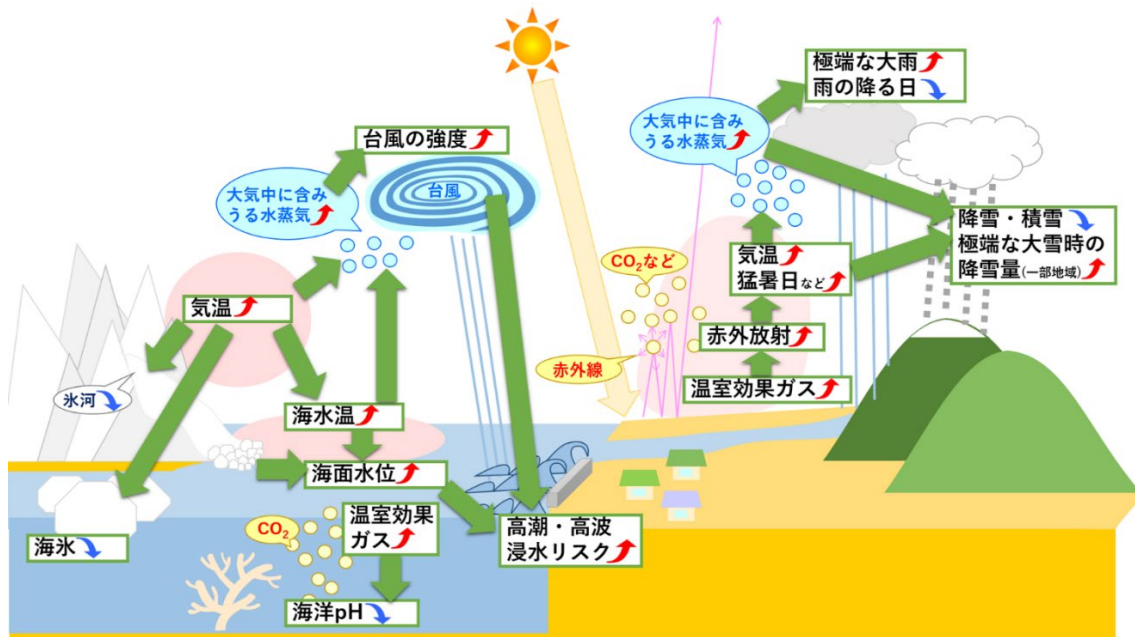 極端な大雨
雨の降る日
大気中に含み
うる水蒸気
台風の強度
台風
大気中に含み
うる水蒸気
降雪・積雪
極端な大雪時の
降雪量(一部地域)
CO₂など
気温
猛暑日など
気温
赤外放射
赤外線
温室効果ガス
氷河
海水温
海面水位
温室効果
ガス
CO₂
高潮・高波
浸水リスク
海氷
海洋pH